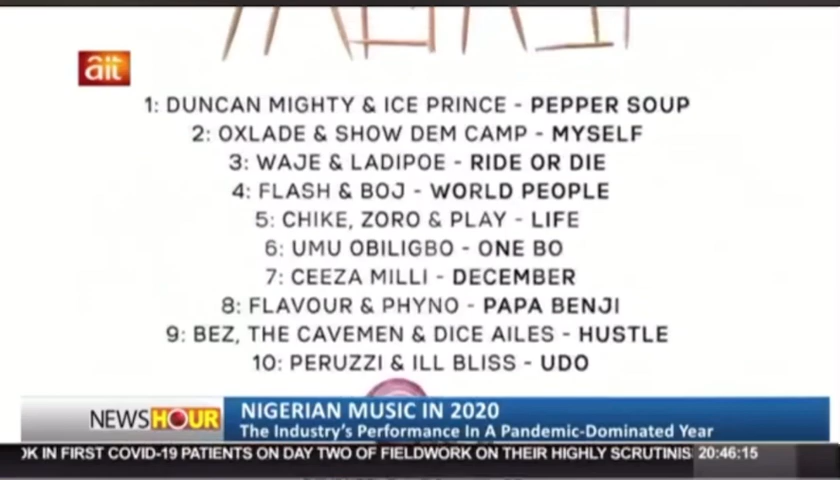 ait
1: DUNCAN MIGHTY & ICE PRINCE - PEPPER SOUP
2: OXLADE & SHOW DEM CAMP - MYSELF
3: WAJE & LADIPOE - RIDE OR DIE
4: FLASH & BOJ - WORLD PEOPLE
5: CHIKE, ZORO & PLAY - LIFE
6: UMU OBILIGBO - ONE BO
7: CEEZA MILLI - DECEMBER
8: FLAVOUR & PHYNO - PAPA BENJI
9: BEZ, THE CAVEMEN & DICE AILES - HUSTLE
10: PERUZZI & ILL BLISS - UDO
NEWSHOUR
NIGERIAN MUSIC IN 2020
The Industry's Performance In A Pandemic-Dominated Year
IN FIRST COVID-19 PATIENTS ON DAY TWO OF FIELDWORK ON THEIR HIGHLY SCRUTINIS 20:46:15